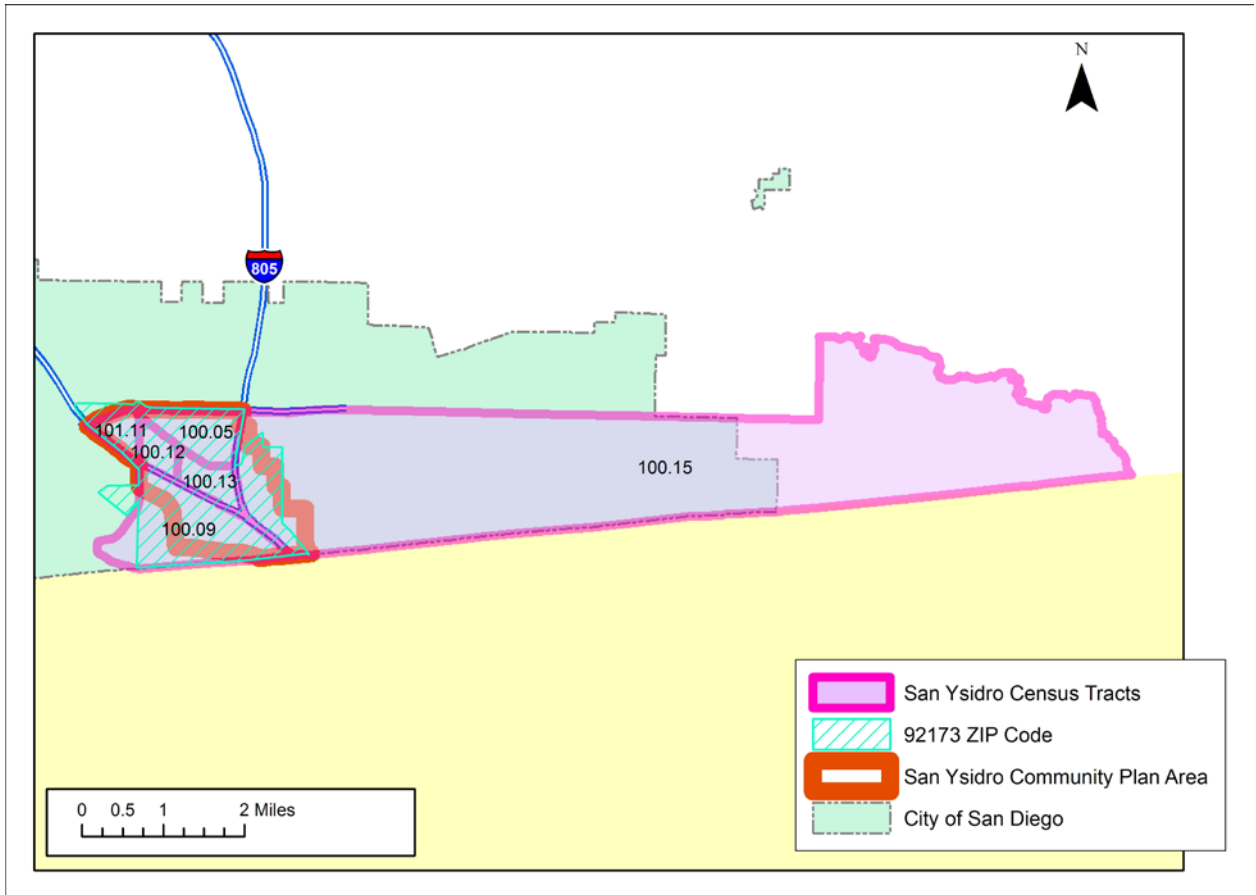 N
805
101.11
100.05
100.12
100.13
100.15
100.09
San Ysidro Census Tracts
92173 ZIP Code
San Ysidro Community Plan Area
City of San Diego
0 0.5 1 2 Miles